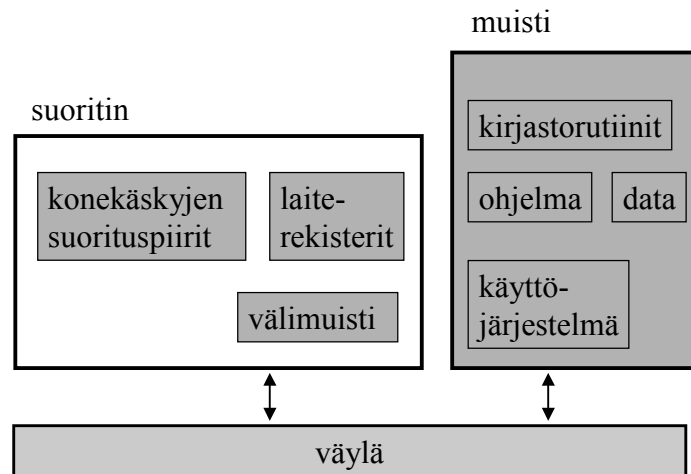 muisti
suoritin
kirjastorutiinit
konekäskyjen
suorituspiirit
laite-
rekisterit
ohjelma
data
välimuisti
käyttö-
järjestelmä
väylä